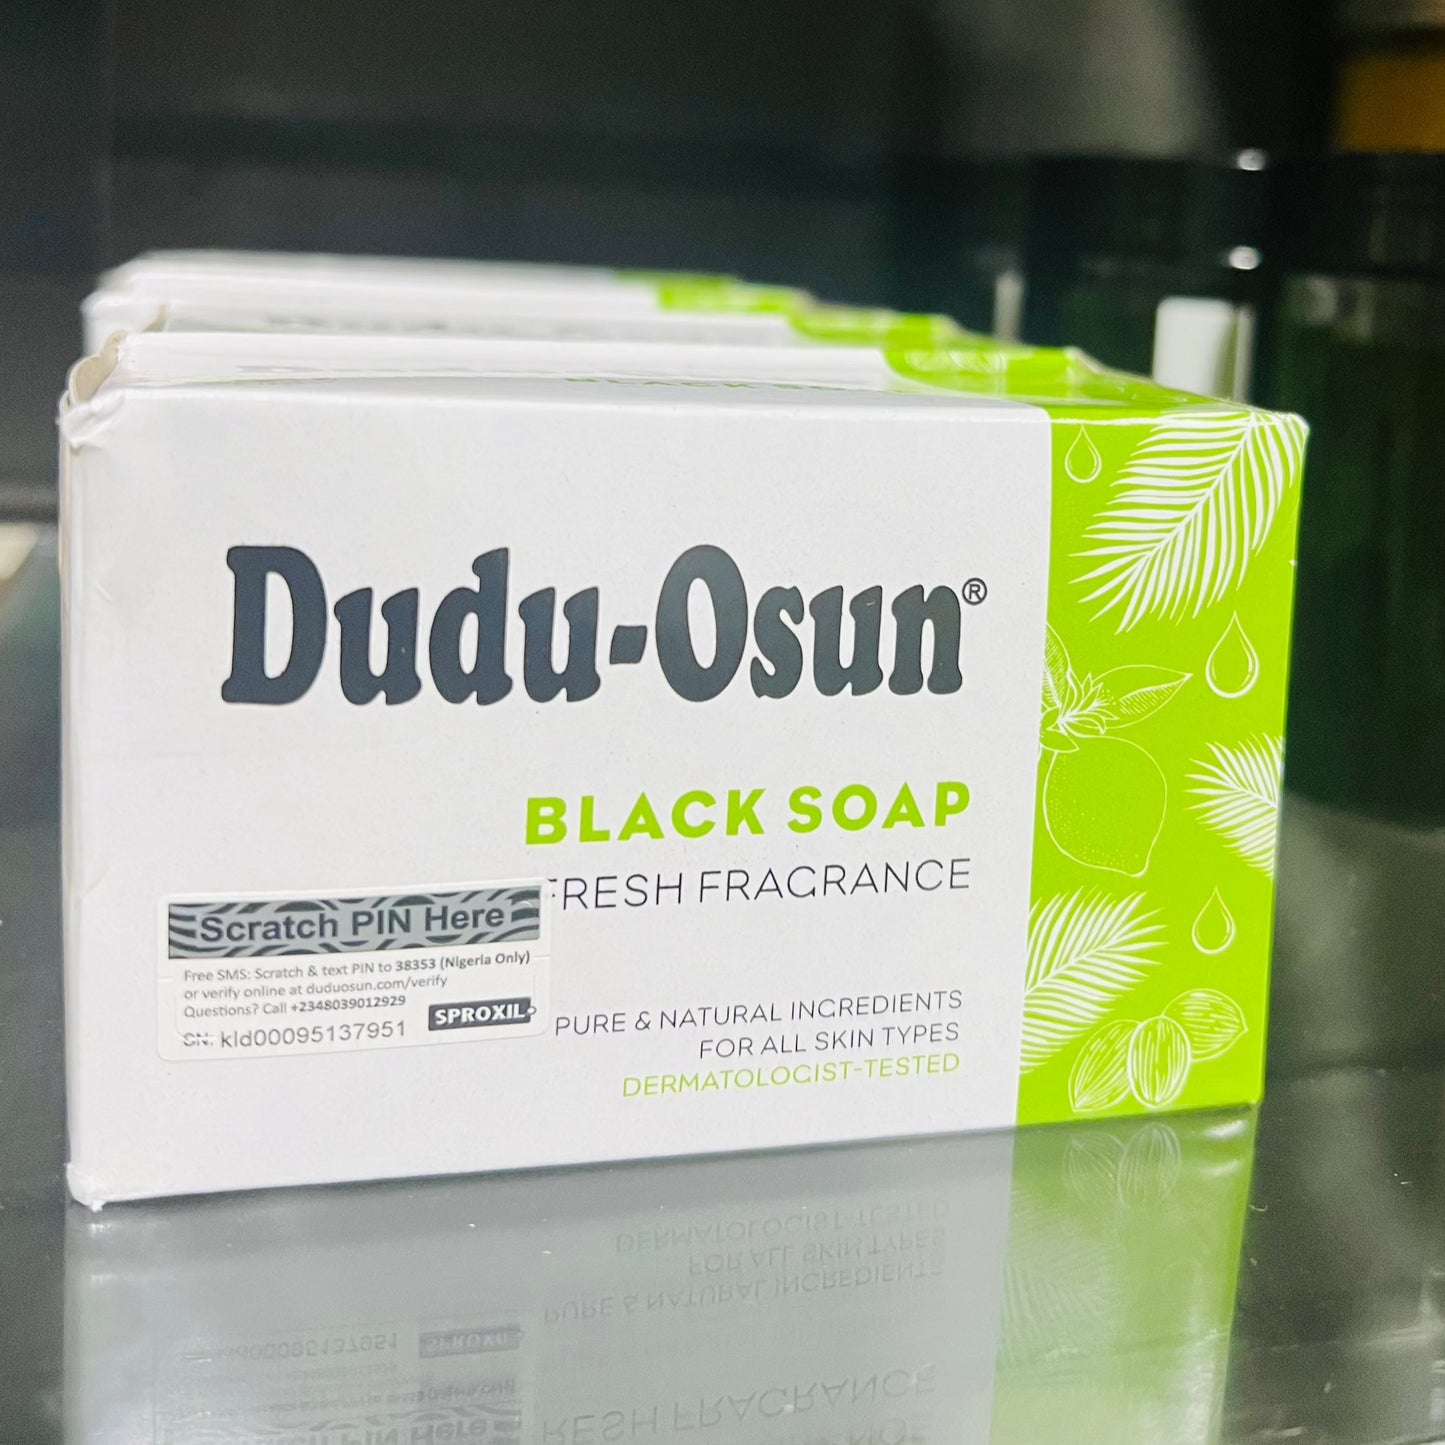 BLACK SO
Dudu-Osun®
BLACK SOAP
FRESH FRAGRANCE
Scratch PIN Here
Free SMS: Scratch & text PIN to 38353 (Nigeria Only)
or verify online at duduosun.com/verify
Questions? Call +2348039012929
SPROXIL
SN: kld00095137951
PURE & NATURAL INGREDIENTS
FOR ALL SKIN TYPES
DERMATOLOGIST-TESTED